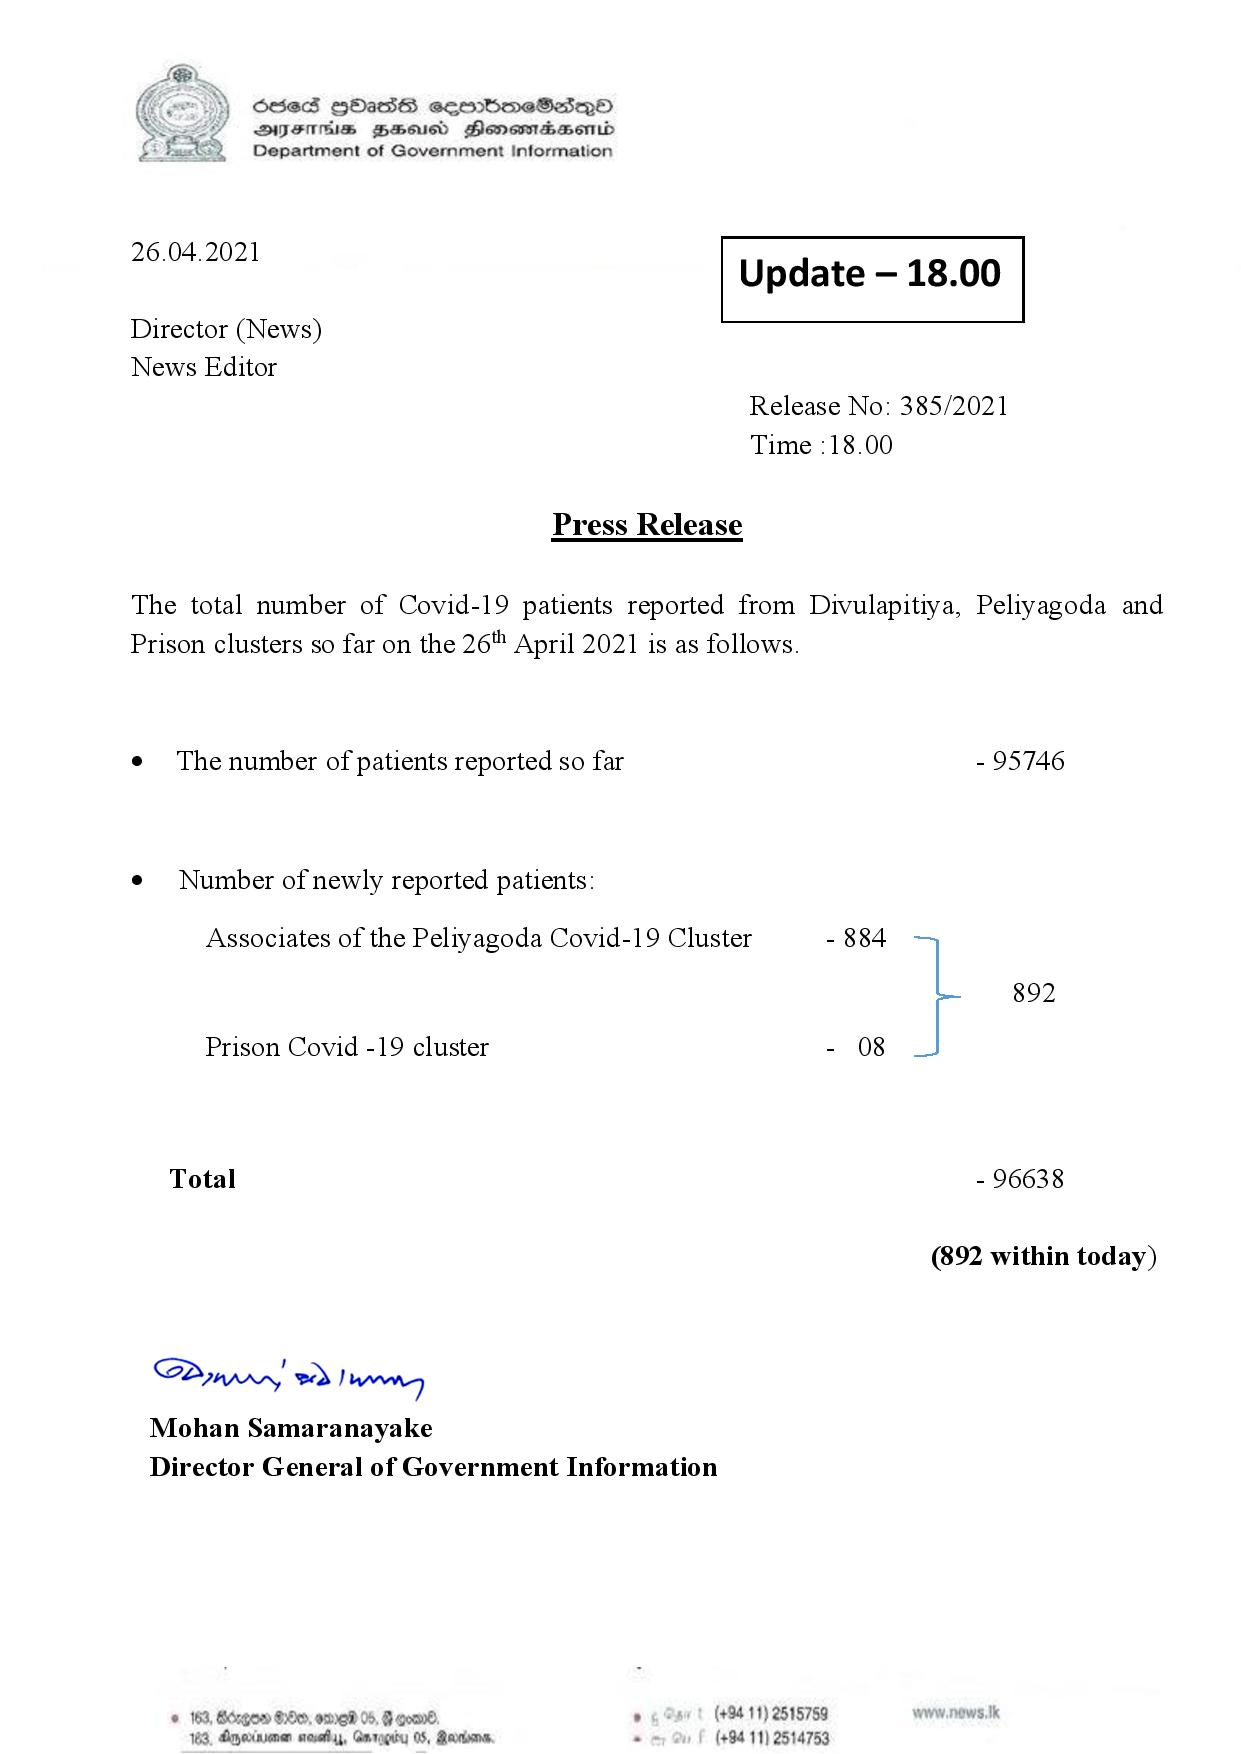 රජයේ ප්‍රවෘත්ති දෙපාර්තමේන්තුව
அரசாங்க தகவல் திணைக்களம்
Department of Government Information
26.04.2021
Update – 18.00
Director (News)
News Editor
Release No: 385/2021
Time :18.00
Press Release
The total number of Covid-19 patients reported from Divulapitiya, Peliyagoda and
Prison clusters so far on the 26th April 2021 is as follows.
• The number of patients reported so far - 95746
• Number of newly reported patients:
Associates of the Peliyagoda Covid-19 Cluster - 884
892
Prison Covid -19 cluster - 08
Total - 96638
(892 within today)
Mohan Samaranayake
Director General of Government Information
163, කිරුලපන මාවත, කොළඹ 05, ශ්‍රී ලංකාව. (+94 11) 2515759 www.news.lk
163, கிருலப்பனை எவனியூ, கொழும்பு 05, இலங்கை. (+94 11) 2514753